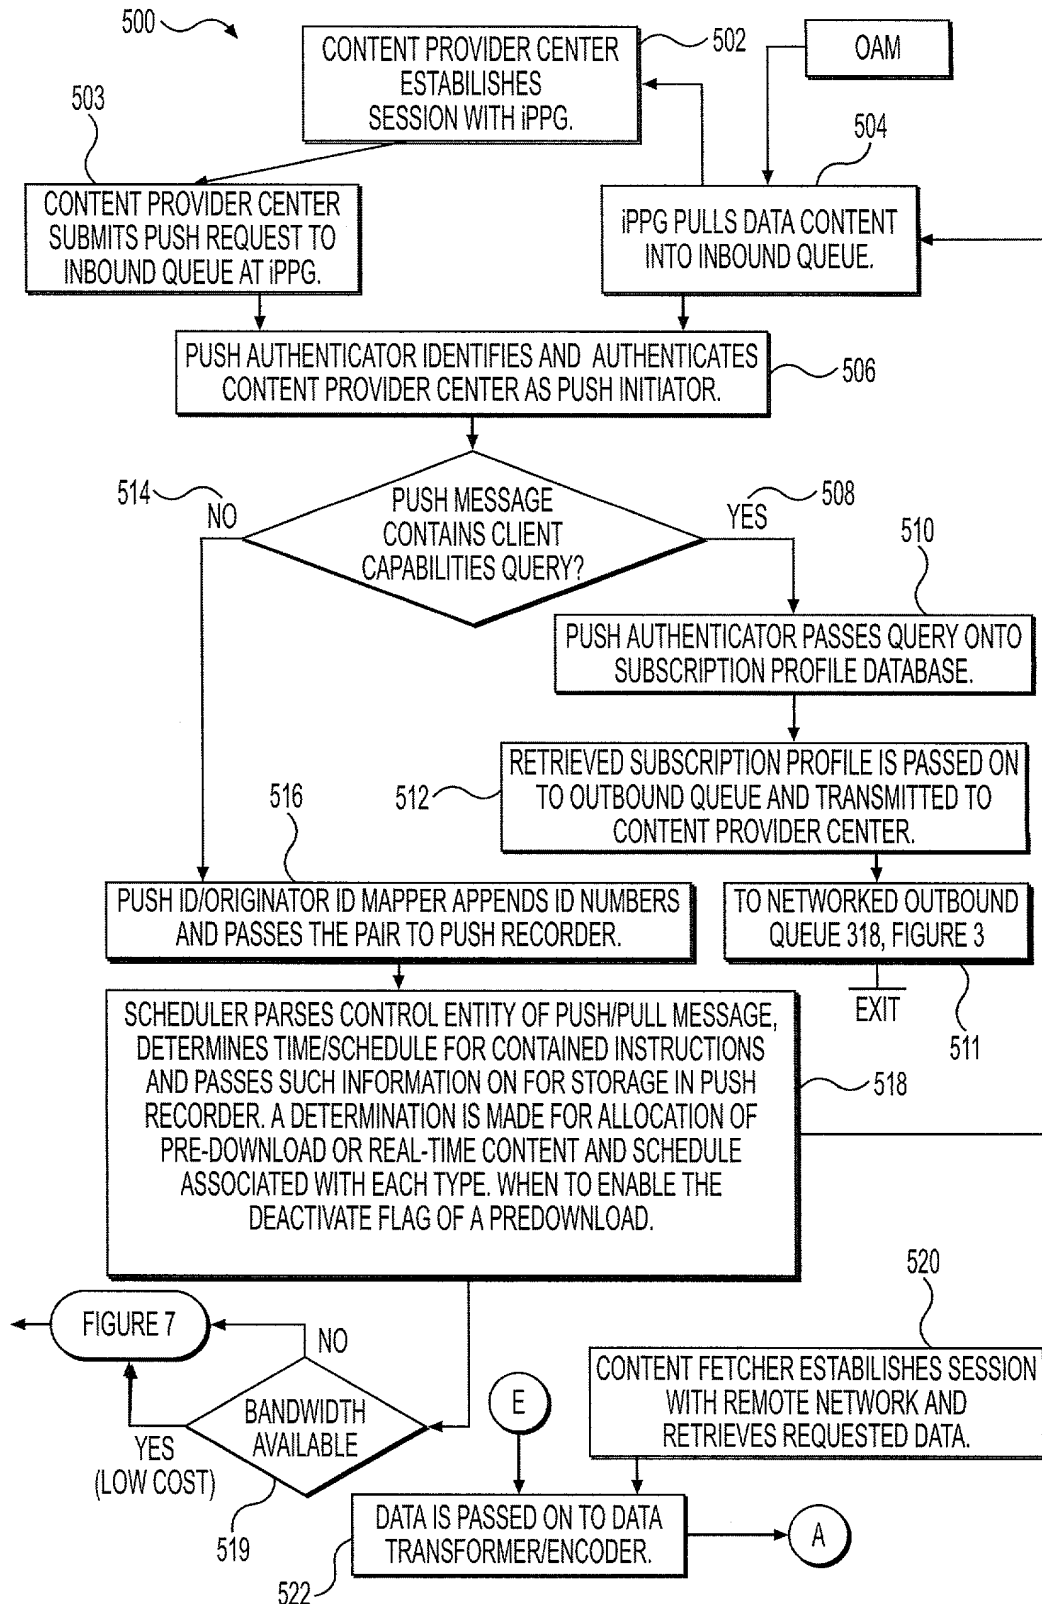 500
CONTENT PROVIDER CENTER
ESTABILISHES
SESSION WITH iPPG.
502
OAM
503
504
CONTENT PROVIDER CENTER
SUBMITS PUSH REQUEST TO
INBOUND QUEUE AT iPPG.
iPPG PULLS DATA CONTENT
INTO INBOUND QUEUE.
PUSH AUTHENTICATOR IDENTIFIES AND AUTHENTICATES
CONTENT PROVIDER CENTER AS PUSH INITIATOR.
506
514
NO
PUSH MESSAGE
CONTAINS CLIENT
CAPABILITIES QUERY?
YES
508
510
PUSH AUTHENTICATOR PASSES QUERY ONTO
SUBSCRIPTION PROFILE DATABASE.
512
RETRIEVED SUBSCRIPTION PROFILE IS PASSED ON
TO OUTBOUND QUEUE AND TRANSMITTED TO
CONTENT PROVIDER CENTER.
516
PUSH ID/ORIGINATOR ID MAPPER APPENDS ID NUMBERS
AND PASSES THE PAIR TO PUSH RECORDER.
TO NETWORKED OUTBOUND
QUEUE 318, FIGURE 3
EXIT
511
SCHEDULER PARSES CONTROL ENTITY OF PUSH/PULL MESSAGE,
DETERMINES TIME/SCHEDULE FOR CONTAINED INSTRUCTIONS
AND PASSES SUCH INFORMATION ON FOR STORAGE IN PUSH
RECORDER. A DETERMINATION IS MADE FOR ALLOCATION OF
PRE-DOWNLOAD OR REAL-TIME CONTENT AND SCHEDULE
ASSOCIATED WITH EACH TYPE. WHEN TO ENABLE THE
DEACTIVATE FLAG OF A PREDOWNLOAD.
518
FIGURE 7
NO
BANDWIDTH
AVAILABLE
YES
(LOW COST)
519
E
520
CONTENT FETCHER ESTABILISHES SESSION
WITH REMOTE NETWORK AND
RETRIEVES REQUESTED DATA.
DATA IS PASSED ON TO DATA
TRANSFORMER/ENCODER.
522
A